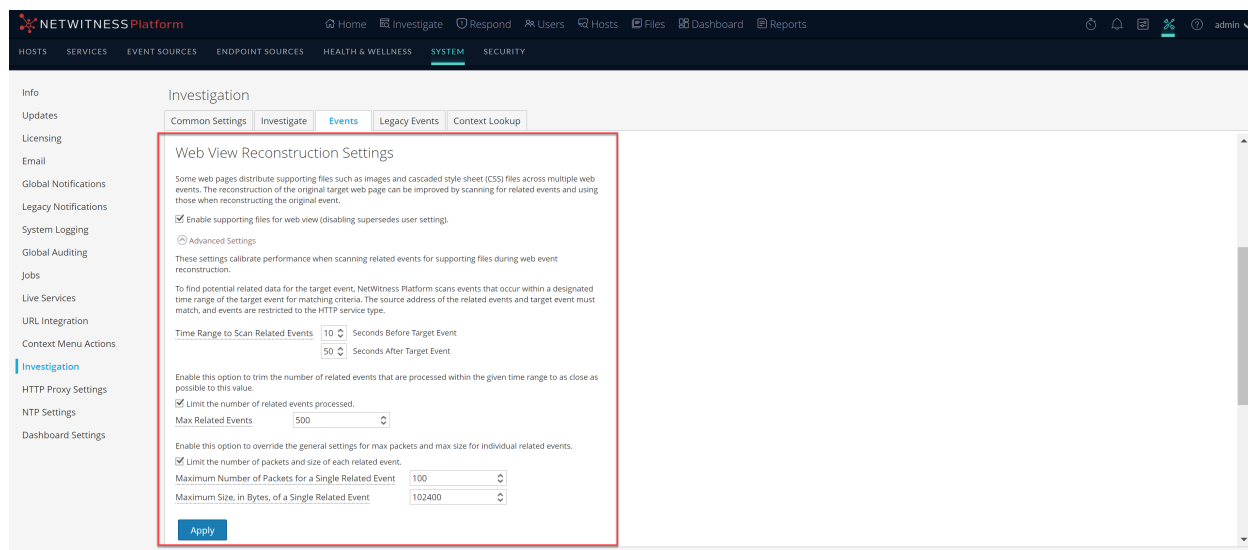 NETWITNESS Platform
Home Investigate Respond Users Hosts Files Dashboard Reports
admin
HOSTS SERVICES EVENT SOURCES ENDPOINT SOURCES HEALTH & WELLNESS SYSTEM SECURITY
Info
Updates
Licensing
Email
Global Notifications
Legacy Notifications
System Logging
Global Auditing
Jobs
Live Services
URL Integration
Context Menu Actions
Investigation
HTTP Proxy Settings
NTP Settings
Dashboard Settings
Investigation
Common Settings Investigate Events Legacy Events Context Lookup
Web View Reconstruction Settings
Some web pages distribute supporting files such as images and cascaded style sheet (CSS) files across multiple web
events. The reconstruction of the original target web page can be improved by scanning for related events and using
those when reconstructing the original event.
Enable supporting files for web view (disabling supersedes user setting).
Advanced Settings
These settings calibrate performance when scanning related events for supporting files during web event
reconstruction.
To find potential related data for the target event, NetWitness Platform scans events that occur within a designated
time range of the target event for matching criteria. The source address of the related events and target event must
match, and events are restricted to the HTTP service type.
Time Range to Scan Related Events 10 Seconds Before Target Event
50 Seconds After Target Event
Enable this option to trim the number of related events that are processed within the given time range to as close as
possible to this value.
Limit the number of related events processed.
Max Related Events 500
Enable this option to override the general settings for max packets and max size for individual related events.
Limit the number of packets and size of each related event.
Maximum Number of Packets for a Single Related Event 100
Maximum Size, in Bytes, of a Single Related Event 102400
Apply